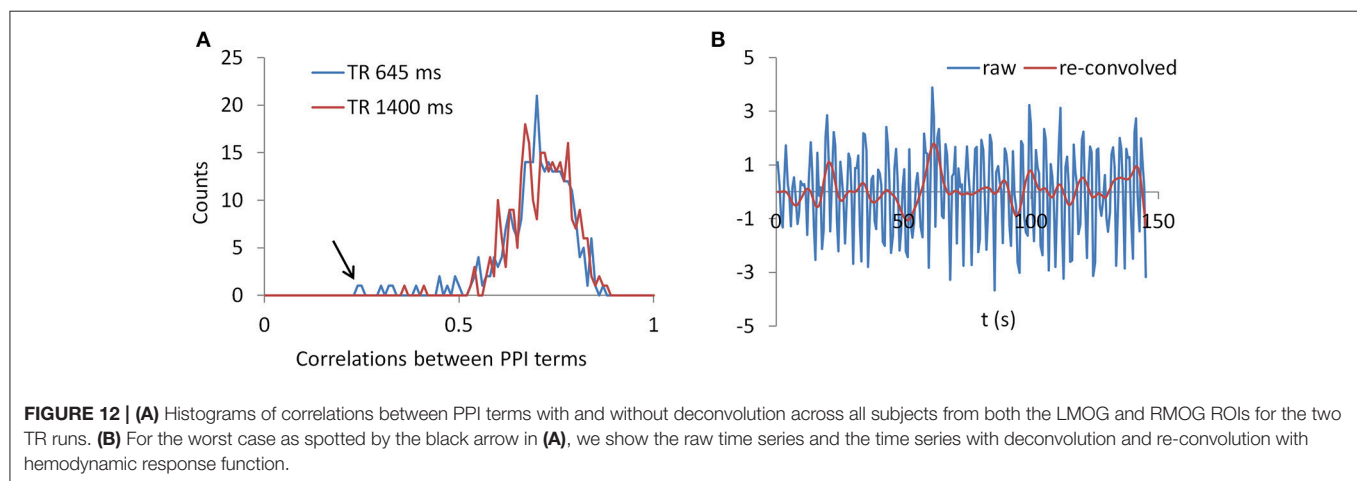 A
25
20
15
10
5
0
Counts
TR 645 ms
TR 1400 ms
0 0.5 1
Correlations between PPI terms
B
5
3
1
-1
-3
-5
raw re-convolved
0 50 100 150
t (s)
FIGURE 12 | (A) Histograms of correlations between PPI terms with and without deconvolution across all subjects from both the LMOG and RMOG ROIs for the two
TR runs. (B) For the worst case as spotted by the black arrow in (A), we show the raw time series and the time series with deconvolution and re-convolution with
hemodynamic response function.